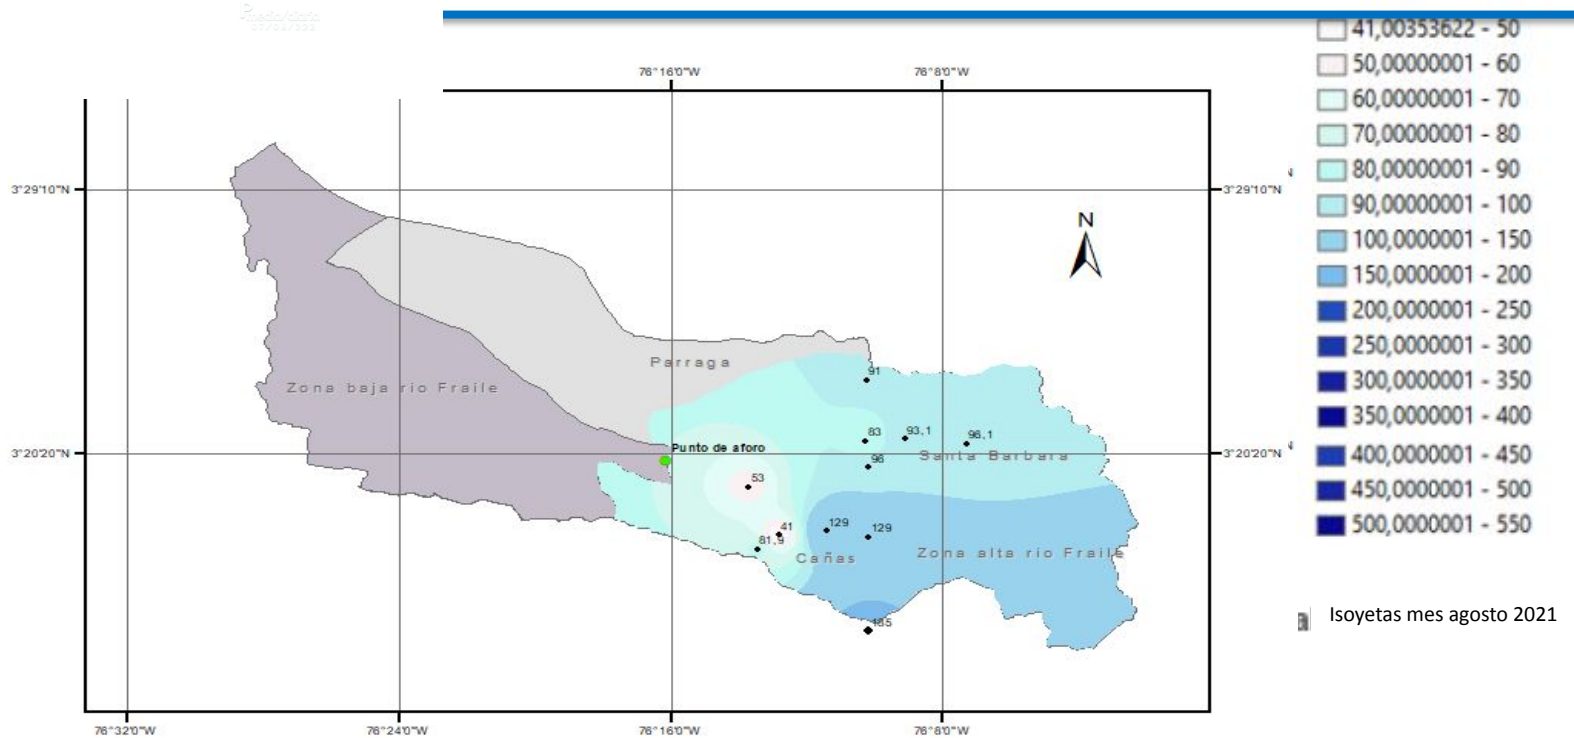 Pmedia/diaria
76°16'0"W
76°8'0"W
3°29'10"N
3°29'10"N
N
Parraga
91
Zona baja rio Fraile
83
93,1
96,1
Punto de aforo
3°20'20"N
3°20'20"N
96
Santa Barbara
53
41
129
129
81,9
Cañas
Zona alta rio Fraile
185
76°32'0"W
76°24'0"W
76°16'0"W
76°8'0"W
41,00353622 - 50
50,00000001 - 60
60,00000001 - 70
70,00000001 - 80
80,00000001 - 90
90,00000001 - 100
100,0000001 - 150
150,0000001 - 200
200,0000001 - 250
250,0000001 - 300
300,0000001 - 350
350,0000001 - 400
400,0000001 - 450
450,0000001 - 500
500,0000001 - 550
Isoyetas mes agosto 2021